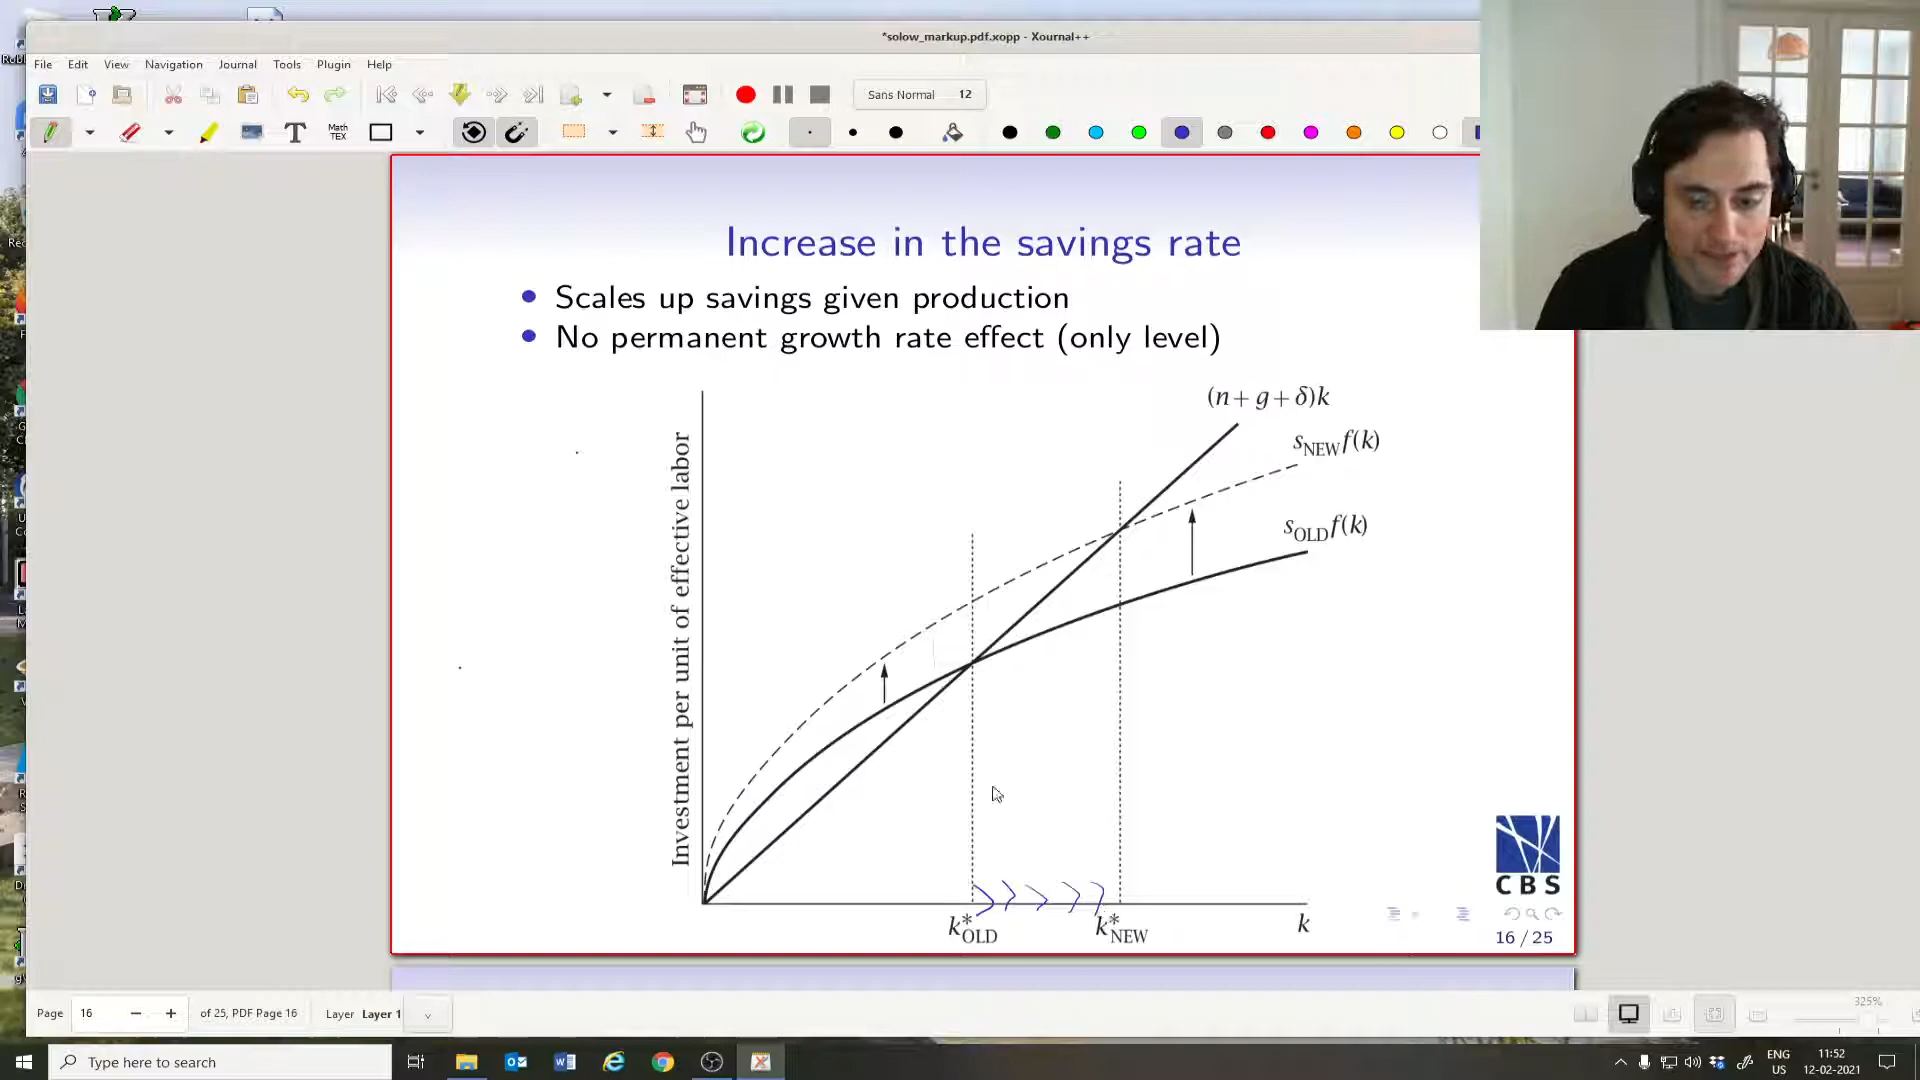 *solow_markup.pdf.xopp - Xournal++
File Edit View Navigation Journal Tools Plugin Help
Sans Normal 12
Math
TEX
Increase in the savings rate
Scales up savings given production
No permanent growth rate effect (only level)
(n + g + δ)k
s_NEW f(k)
s_OLD f(k)
Investment per unit of effective labor
k*_OLD
k*_NEW
k
CBS
16 / 25
Page 16 of 25, PDF Page 16 Layer Layer 1
325%
Type here to search
ENG
US
11:52
12-02-2021